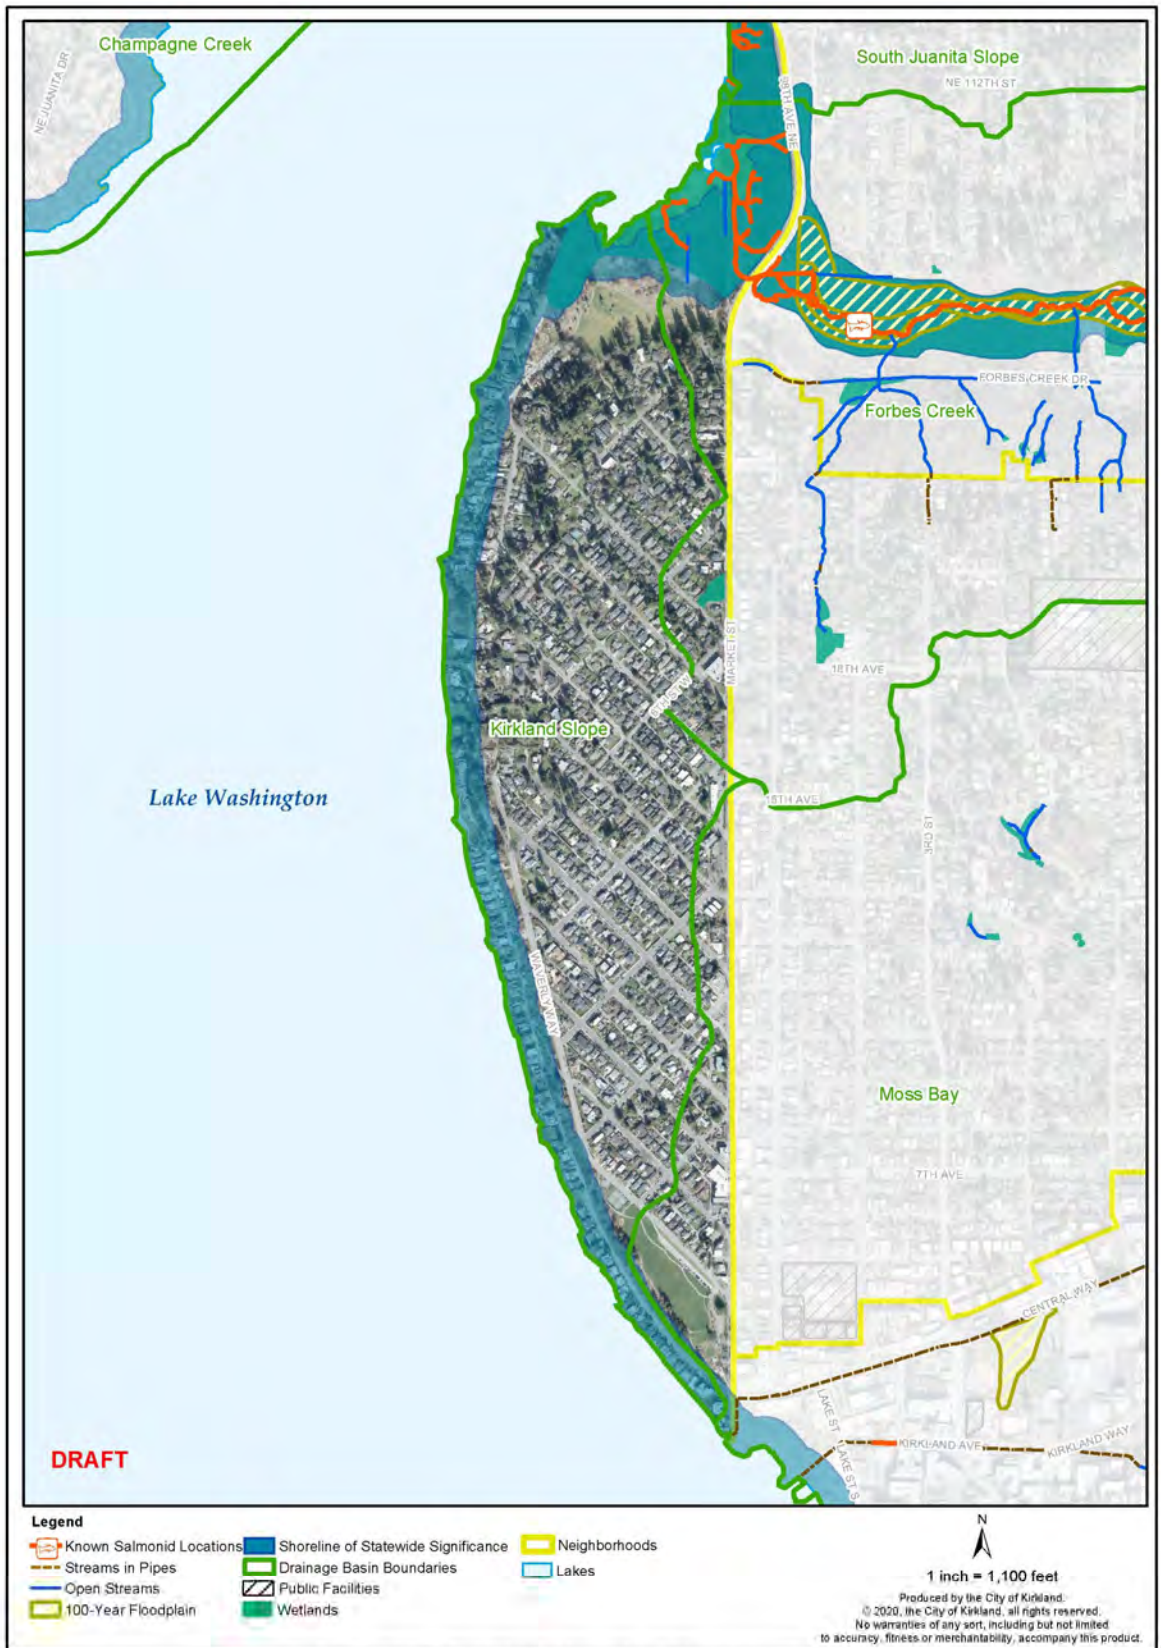 Champagne Creek
South Juanita Slope
NE JUANITA DR
NE 112TH ST
98TH AVE NE
FORBES CREEK DR
Forbes Creek
MARKET ST
18TH AVE
6TH ST W
Kirkland Slope
Lake Washington
15TH AVE
3RD ST
WAVERLY WAY
Moss Bay
7TH AVE
CENTRAL WAY
LAKE ST
KIRKLAND AVE
KIRKLAND WAY
LAKE ST S
DRAFT
Legend
Known Salmonid Locations
Streams in Pipes
Open Streams
100-Year Floodplain
Shoreline of Statewide Significance
Drainage Basin Boundaries
Public Facilities
Wetlands
Neighborhoods
Lakes
N
1 inch = 1,100 feet
Produced by the City of Kirkland.
© 2020, the City of Kirkland, all rights reserved.
No warranties of any sort, including but not limited
to accuracy, fitness or merchantability, accompany this product.